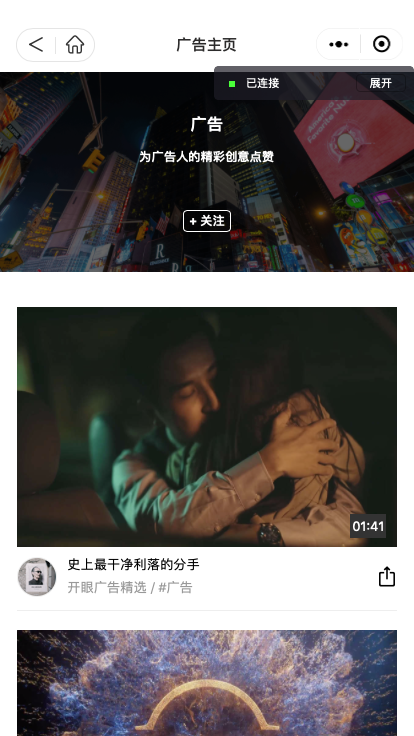 广告主页
已连接
展开
广告
为广告人的精彩创意点赞
+ 关注
R
01:41
史上最干净利落的分手
开眼广告精选 / #广告